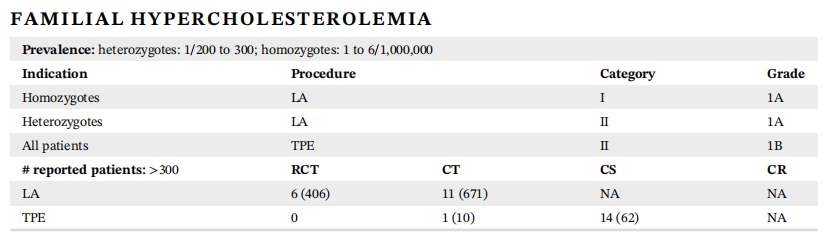 FAMILIAL HYPERCHOLESTEROLEMIA
Prevalence: heterozygotes: 1/200 to 300; homozygotes: 1 to 6/1,000,000
Indication Procedure Category Grade
Homozygotes LA I 1A
Heterozygotes LA II 1A
All patients TPE II 1B
# reported patients: >300 RCT CT CS CR
LA 6 (406) 11 (671) NA NA
TPE 0 1 (10) 14 (62) NA